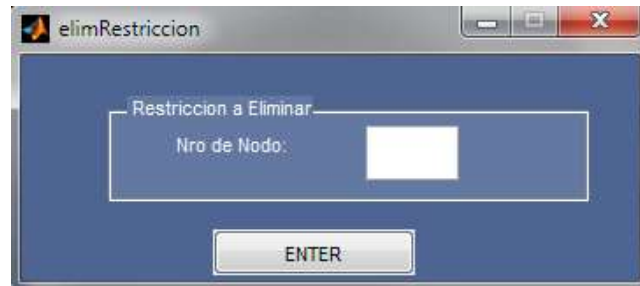 elimRestriccion
Restriccion a Eliminar
Nro de Nodo:
ENTER